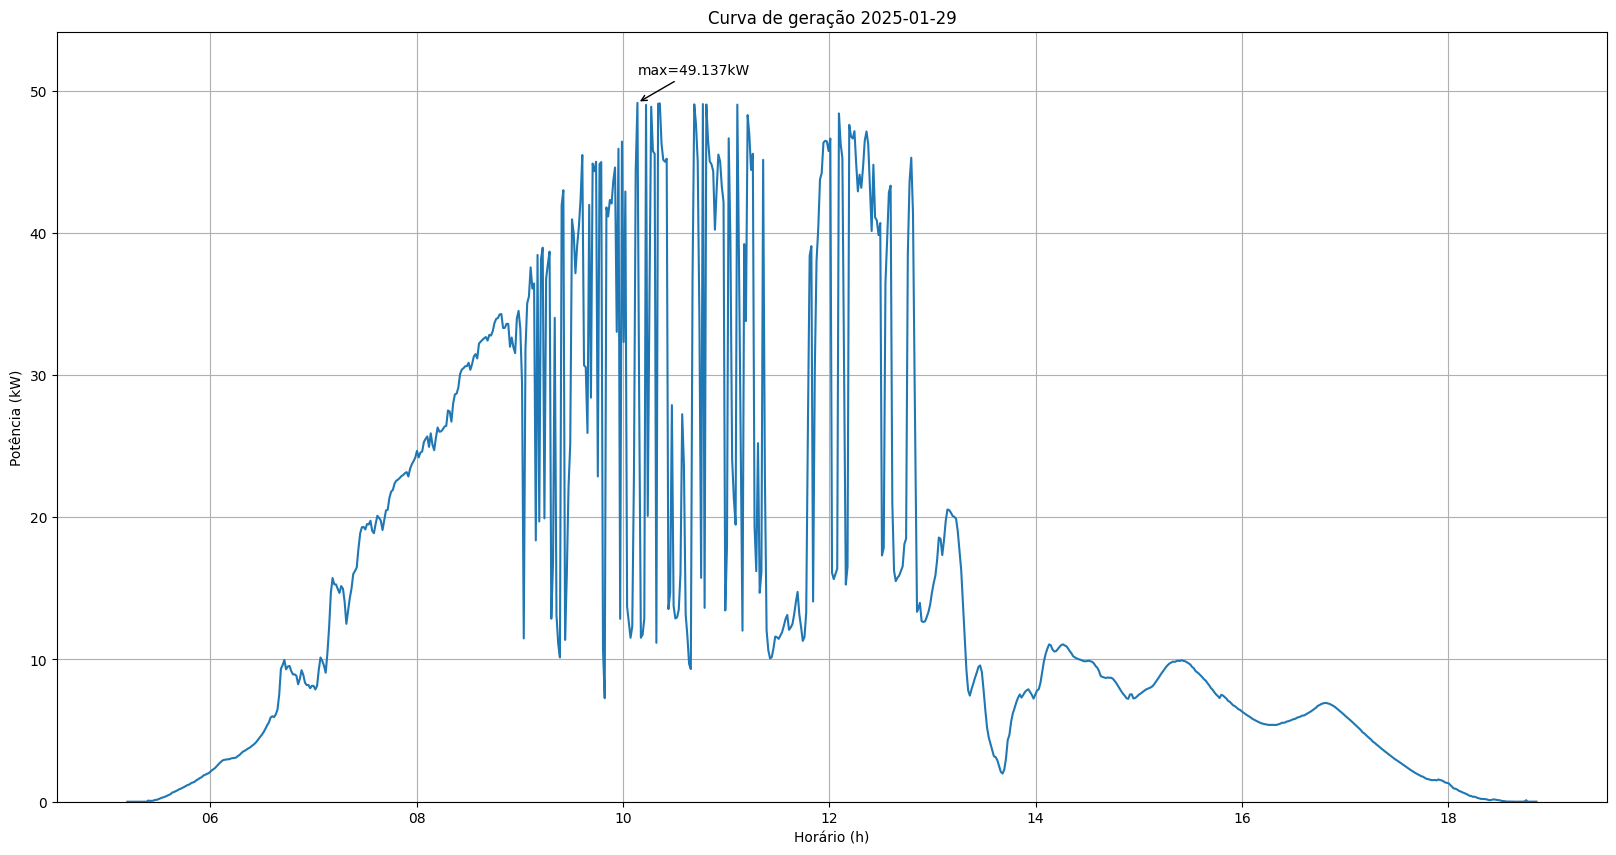 Curva de geração 2025-01-29
max=49.137kW
50
40
30
20
10
0
Potência (kW)
06 08 10 12 14 16 18
Horário (h)